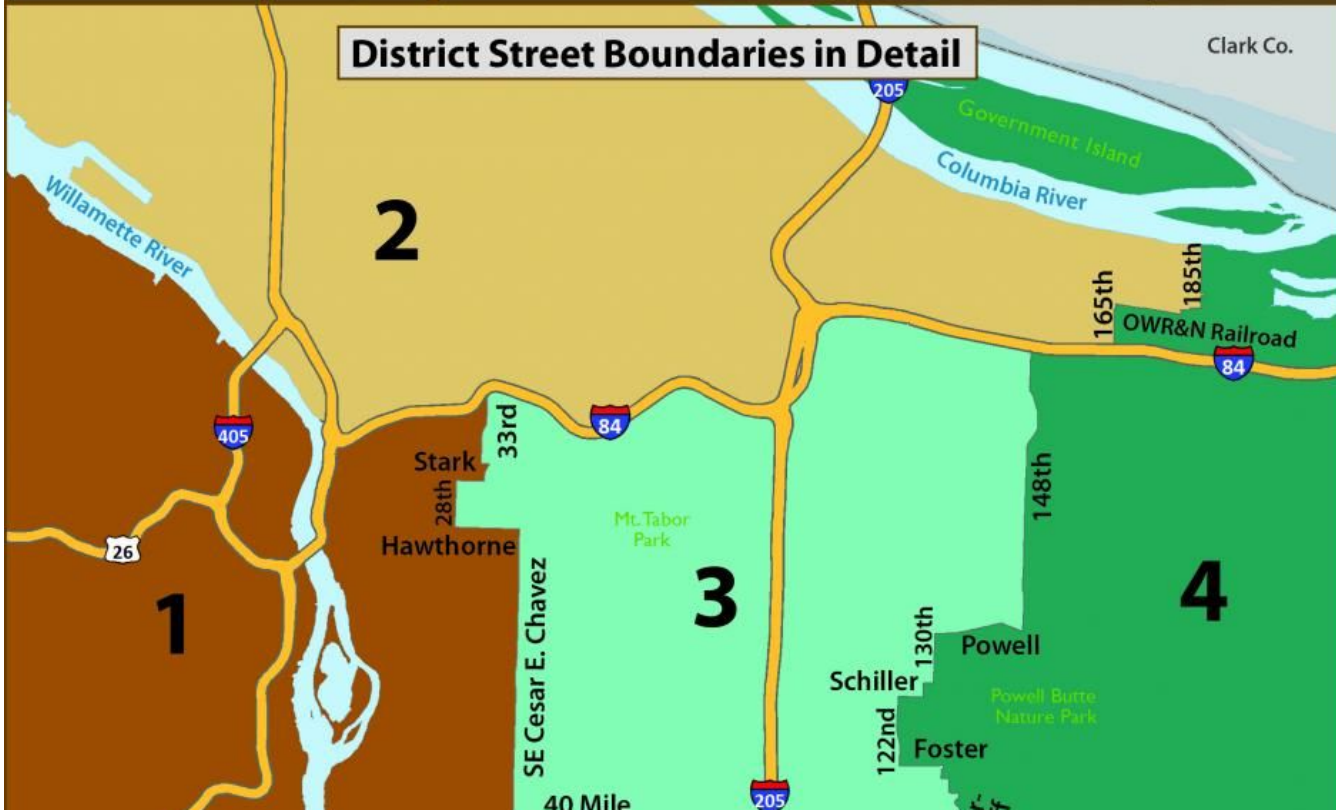 District Street Boundaries in Detail
Clark Co.
205
Government Island
Columbia River
Willamette River
2
185th
165th
OWR&N Railroad
84
405
33rd
84
Stark
28th
148th
Mt. Tabor
Park
Hawthorne
26
1
3
4
SE Cesar E. Chavez
130th
Powell
Schiller
Powell Butte
Nature Park
122nd
Foster
40 Mile
205